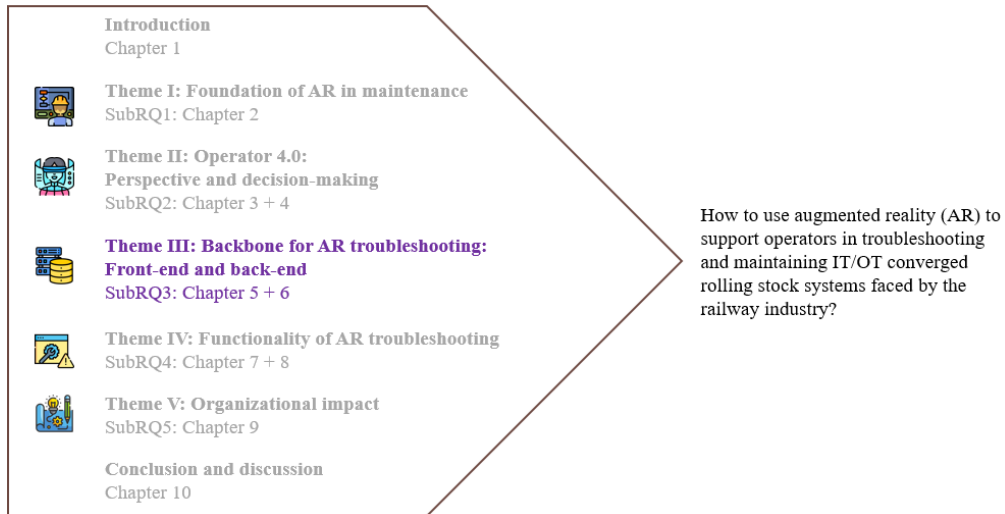 Introduction
Chapter 1
Theme I: Foundation of AR in maintenance
SubRQ1: Chapter 2
Theme II: Operator 4.0:
Perspective and decision-making
SubRQ2: Chapter 3 + 4
Theme III: Backbone for AR troubleshooting:
Front-end and back-end
SubRQ3: Chapter 5 + 6
Theme IV: Functionality of AR troubleshooting
SubRQ4: Chapter 7 + 8
Theme V: Organizational impact
SubRQ5: Chapter 9
Conclusion and discussion
Chapter 10
How to use augmented reality (AR) to
support operators in troubleshooting
and maintaining IT/OT converged
rolling stock systems faced by the
railway industry?